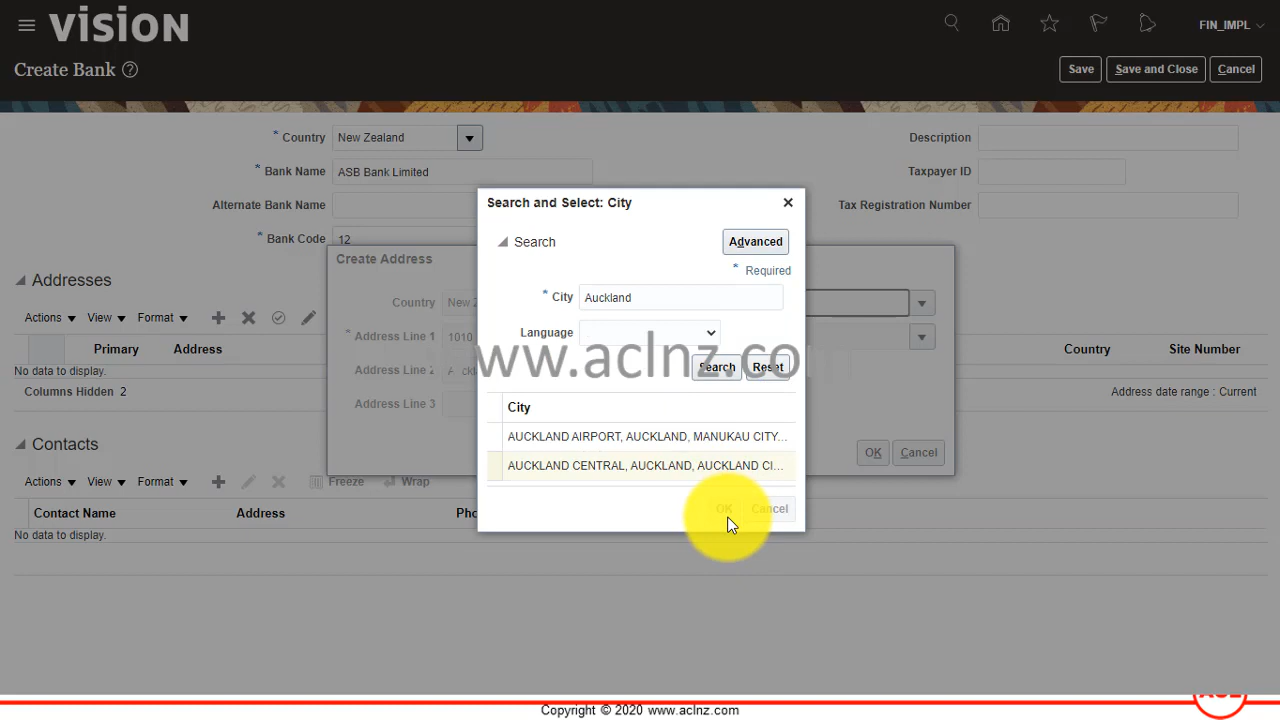 vision
FIN_IMPL
Create Bank ?
Save
Save and Close
Cancel
* Country New Zealand
Description
* Bank Name ASB Bank Limited
Taxpayer ID
Alternate Bank Name
Tax Registration Number
* Bank Code 12
Search and Select: City
Search
Advanced
* Required
* City Auckland
Language
Search Reset
City
AUCKLAND AIRPORT, AUCKLAND, MANUKAU CITY...
AUCKLAND CENTRAL, AUCKLAND, AUCKLAND CI...
OK Cancel
Create Address
Country New Z
* Address Line 1 1010
Address Line 2
Address Line 3
OK Cancel
www.aclnz.com
Addresses
Actions View Format
Primary Address
Country Site Number
No data to display.
Columns Hidden 2
Address date range : Current
Contacts
Actions View Format Freeze Wrap
Contact Name Address Pho
No data to display.
Copyright © 2020 www.aclnz.com